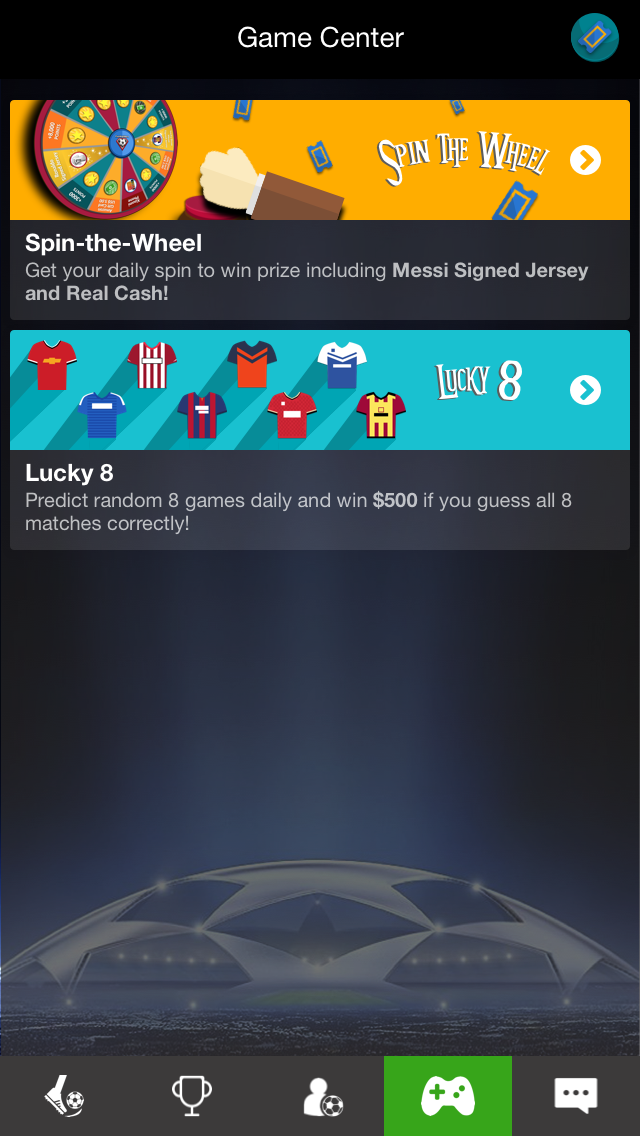 Game Center
SPIN THE WHEEL
Spin-the-Wheel
Get your daily spin to win prize including Messi Signed Jersey
and Real Cash!
LUCKY 8
Lucky 8
Predict random 8 games daily and win $500 if you guess all 8
matches correctly!